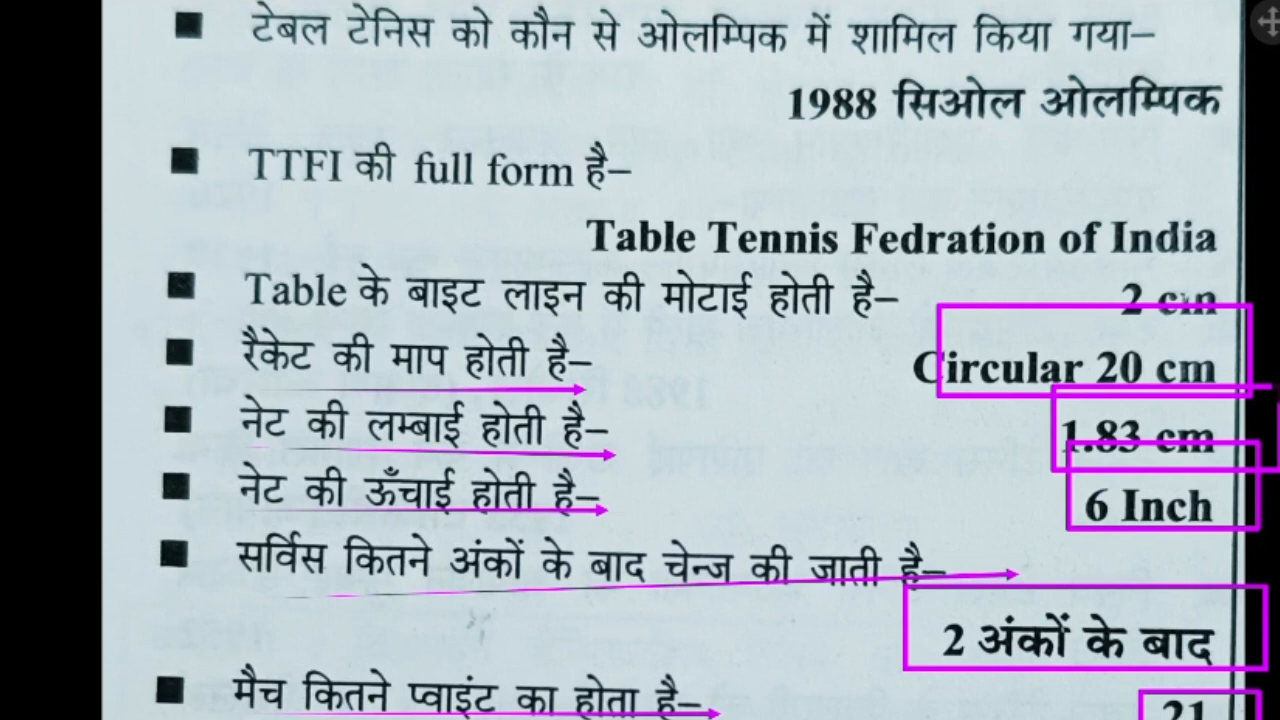 ■ टेबल टेनिस को कौन से ओलम्पिक में शामिल किया गया–
1988 सिओल ओलम्पिक
■ TTFI की full form है–
Table Tennis Fedration of India
■ Table के बाइट लाइन की मोटाई होती है– 2 cm
■ रैकेट की माप होती है– Circular 20 cm
■ नेट की लम्बाई होती है– 1.83 cm
■ नेट की ऊँचाई होती है– 6 Inch
■ सर्विस कितने अंकों के बाद चेन्ज की जाती है–
2 अंकों के बाद
■ मैच कितने प्वाइंट का होता है– 21